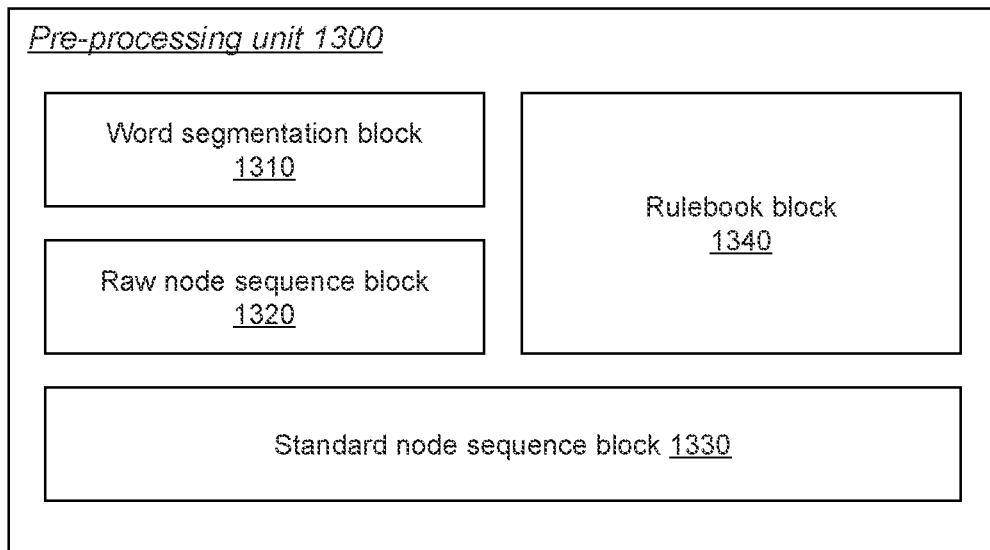 Pre-processing unit 1300
Word segmentation block
1310
Raw node sequence block
1320
Rulebook block
1340
Standard node sequence block 1330